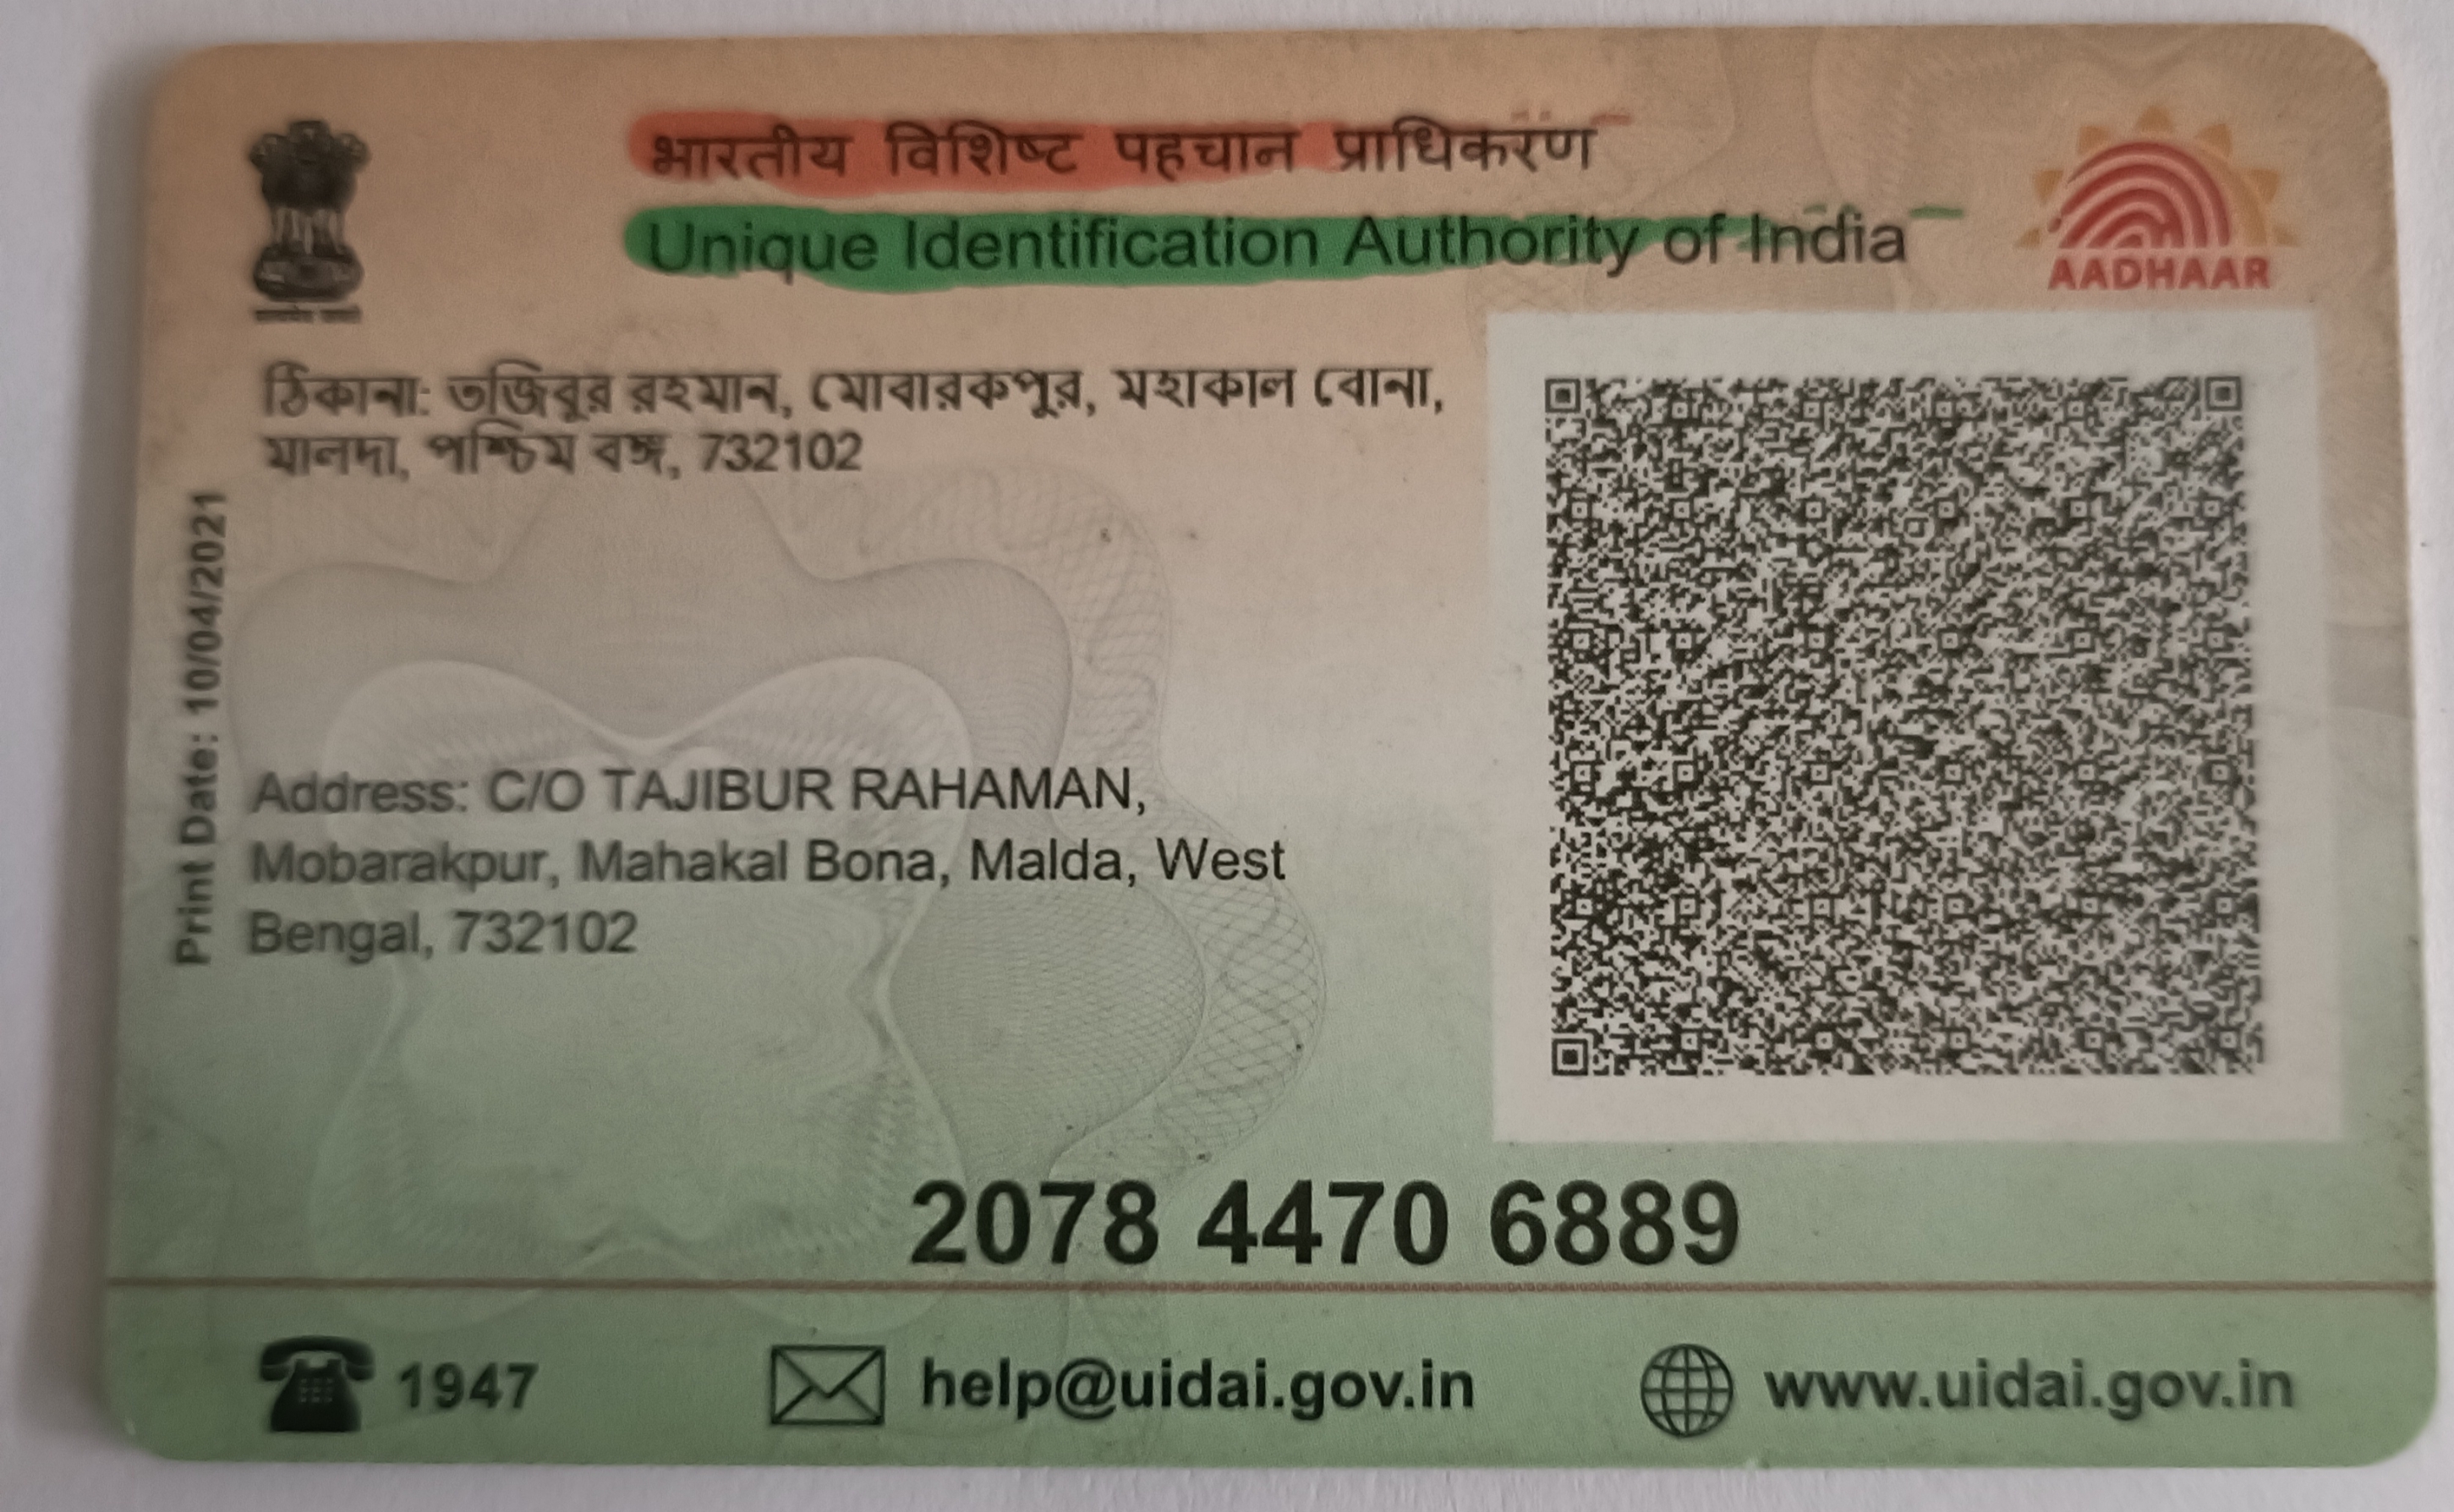 भारतीय विशिष्ट पहचान प्राधिकरण
Unique Identification Authority of India
AADHAAR
ঠিকানা: তজিবুর রহমান, মোবারকপুর, মহাকাল বোনা,
মালদা, পশ্চিম বঙ্গ, 732102
Print Date: 10/04/2021
Address: C/O TAJIBUR RAHAMAN,
Mobarakpur, Mahakal Bona, Malda, West
Bengal, 732102
2078 4470 6889
1947
help@uidai.gov.in
www.uidai.gov.in